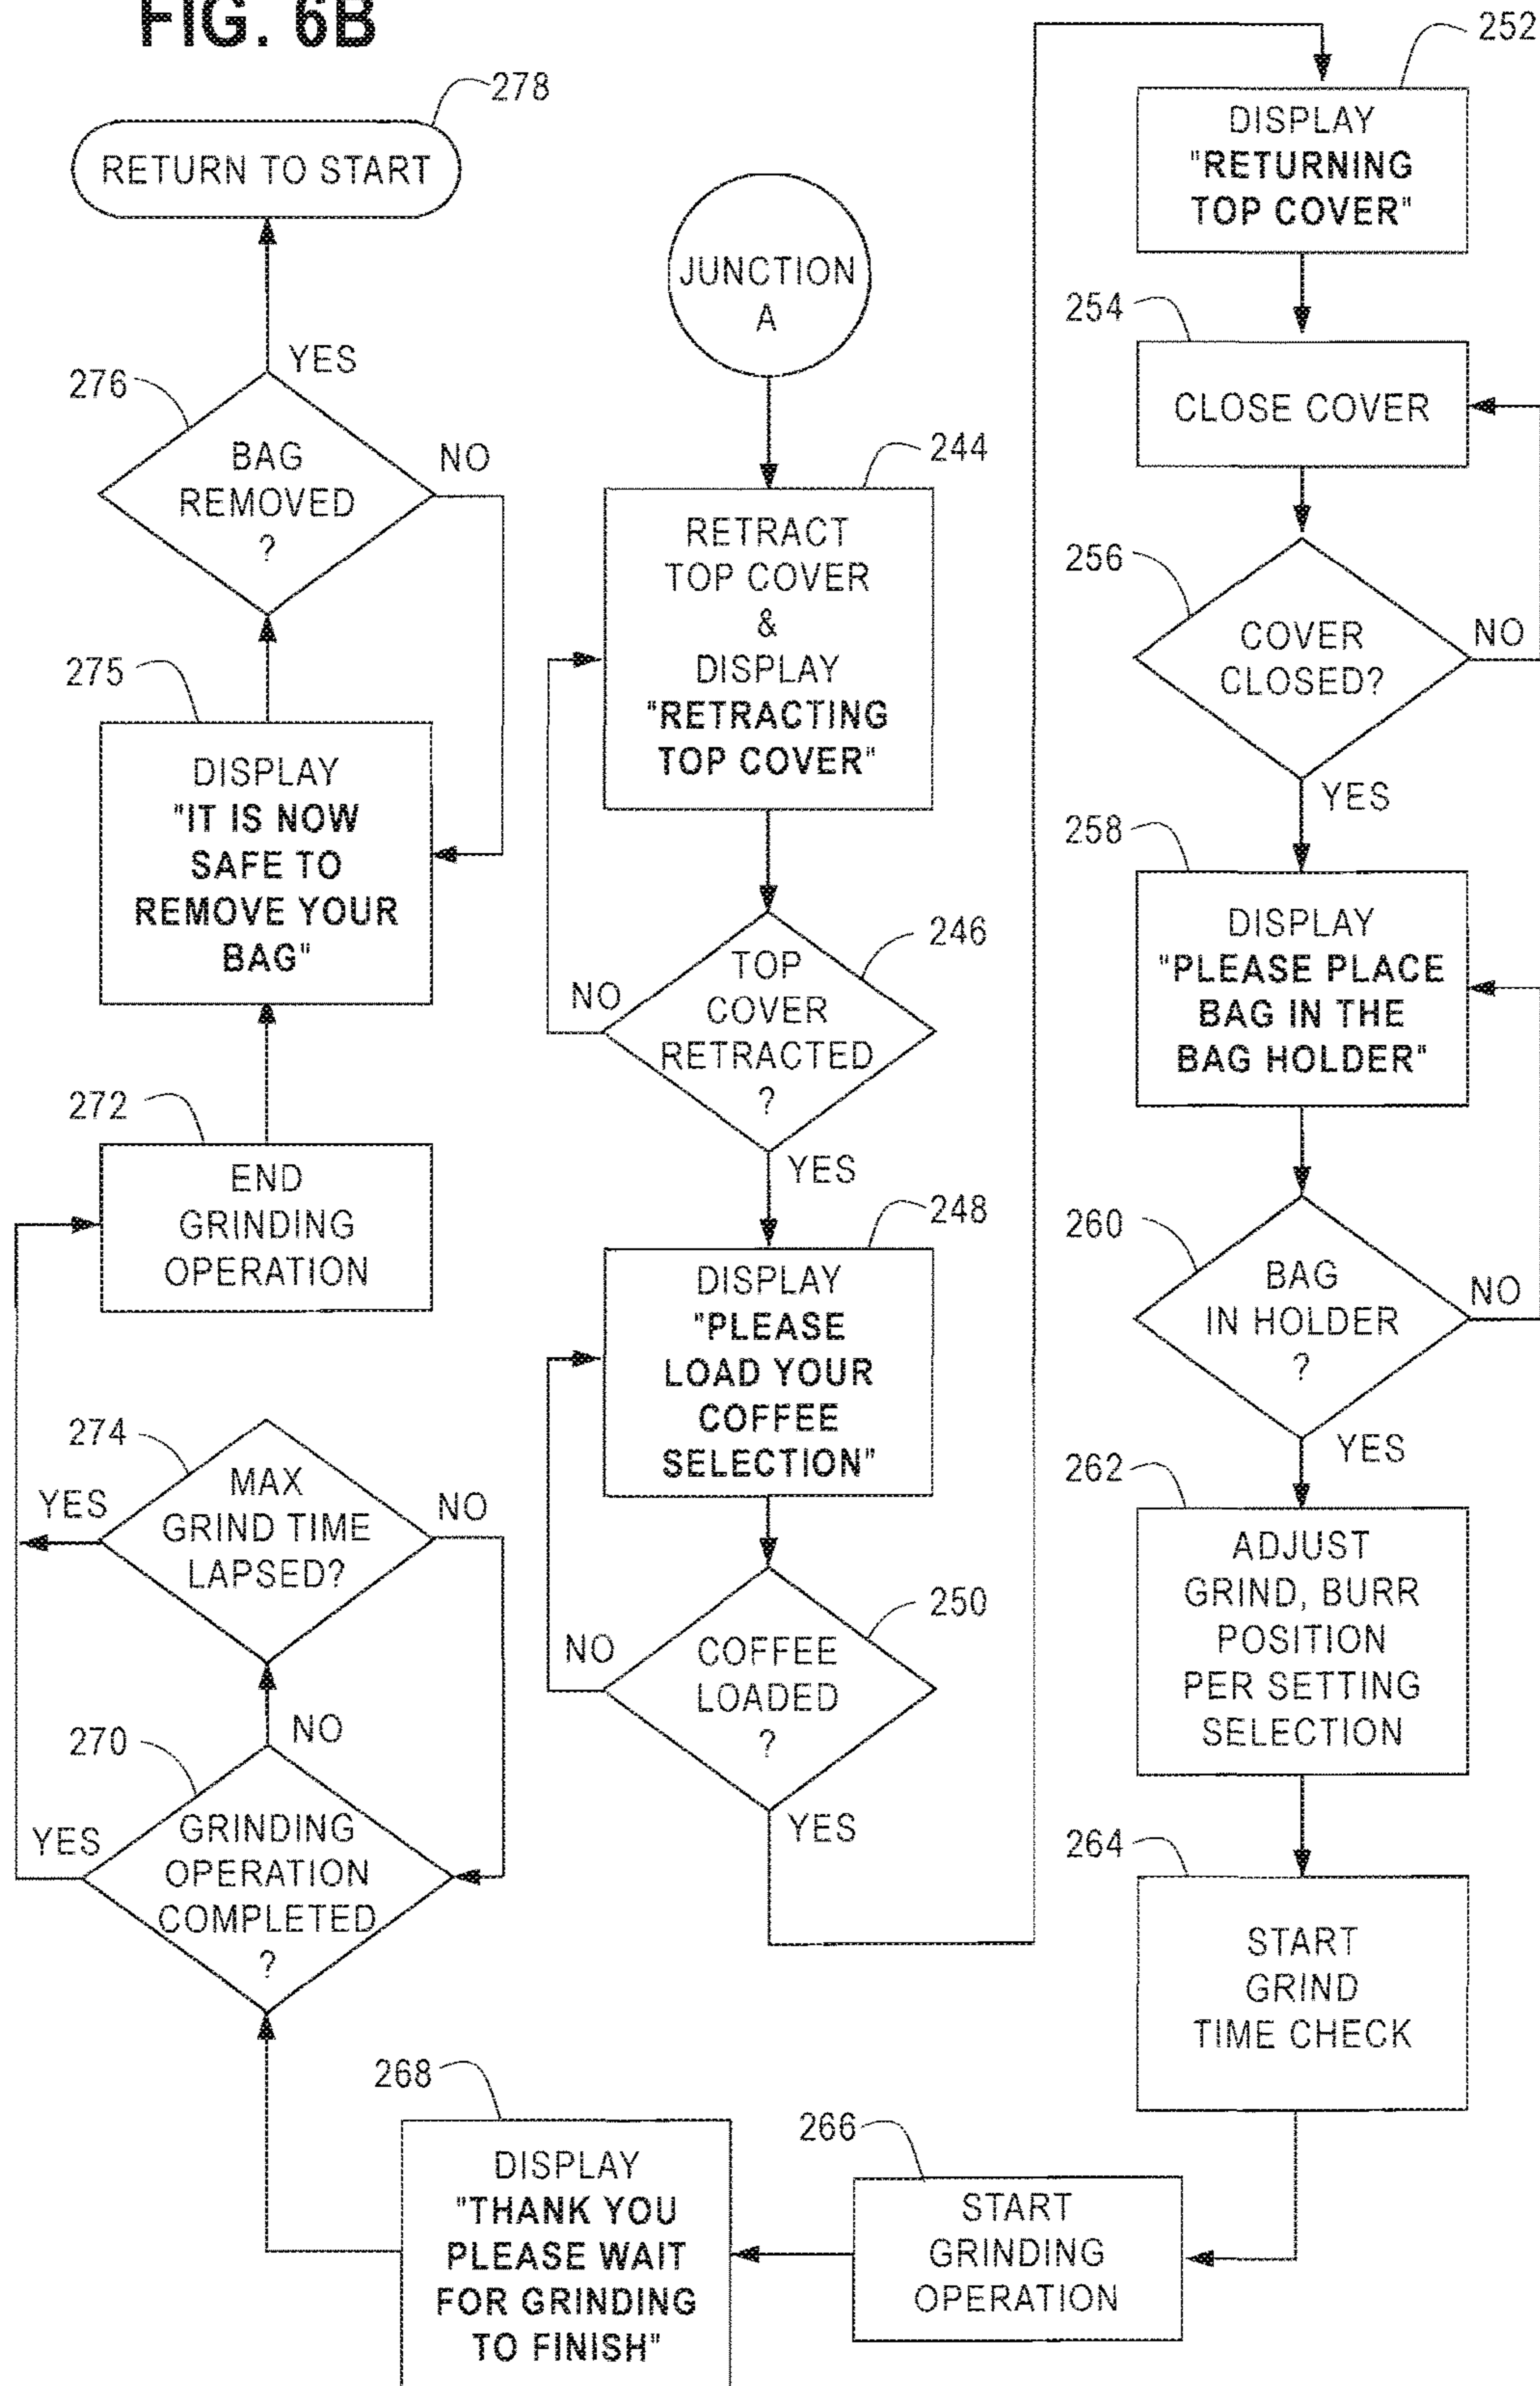 FIG. 6B
278
RETURN TO START
YES
276
BAG
REMOVED
?
NO
275
DISPLAY
"IT IS NOW
SAFE TO
REMOVE YOUR
BAG"
272
END
GRINDING
OPERATION
274
MAX
GRIND TIME
LAPSED?
YES
NO
270
NO
GRINDING
OPERATION
COMPLETED
?
YES
JUNCTION
A
244
RETRACT
TOP COVER
&
DISPLAY
"RETRACTING
TOP COVER"
246
TOP
COVER
RETRACTED
?
NO
YES
248
DISPLAY
"PLEASE
LOAD YOUR
COFFEE
SELECTION"
250
COFFEE
LOADED
?
NO
YES
252
DISPLAY
"RETURNING
TOP COVER"
254
CLOSE COVER
256
COVER
CLOSED?
NO
YES
258
DISPLAY
"PLEASE PLACE
BAG IN THE
BAG HOLDER"
260
BAG
IN HOLDER
?
NO
YES
262
ADJUST
GRIND, BURR
POSITION
PER SETTING
SELECTION
264
START
GRIND
TIME CHECK
266
START
GRINDING
OPERATION
268
DISPLAY
"THANK YOU
PLEASE WAIT
FOR GRINDING
TO FINISH"